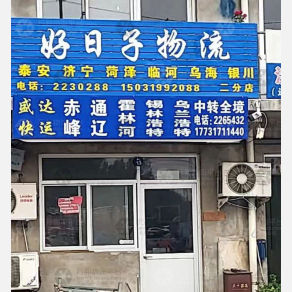 好日子物流
泰安 济宁 菏泽 临河 乌海 银川
电话：2230288 15031992088 二分店
盛达快运 赤峰 通辽 霍林河 锡林浩特 乌兰浩特 中转全境
电话：2265432
17731711440